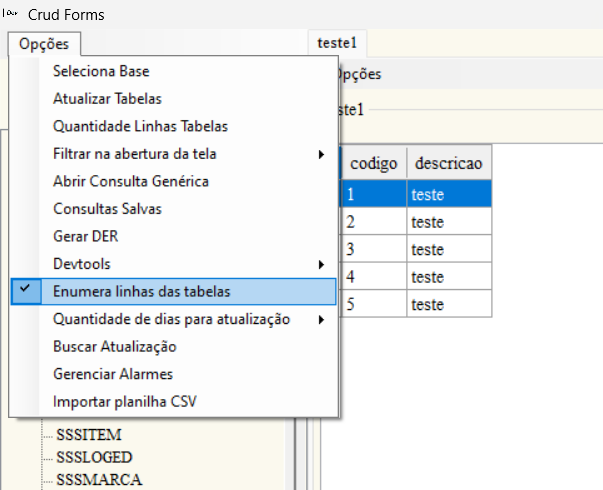 Crud Forms
Opções
teste1
Seleciona Base
Atualizar Tabelas
Quantidade Linhas Tabelas
Filtrar na abertura da tela
Abrir Consulta Genérica
Consultas Salvas
Gerar DER
Devtools
Enumera linhas das tabelas
Quantidade de dias para atualização
Buscar Atualização
Gerenciar Alarmes
Importar planilha CSV
Opções
ste1
codigo descricao
1 teste
2 teste
3 teste
4 teste
5 teste
SSSITEM
SSSLOGED
SSSMARCA